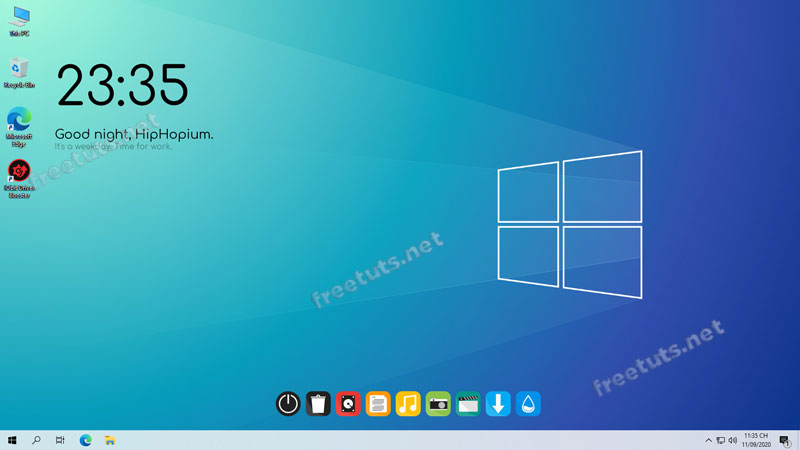 This PC
Recycle Bin
Microsoft
Edge
IObit Driver
Booster
23:35
Good night, HipHopium.
It's a weekday. Time for work.
freetuts.net
freetuts.net
freetuts.net
11:35 CH
11/09/2020